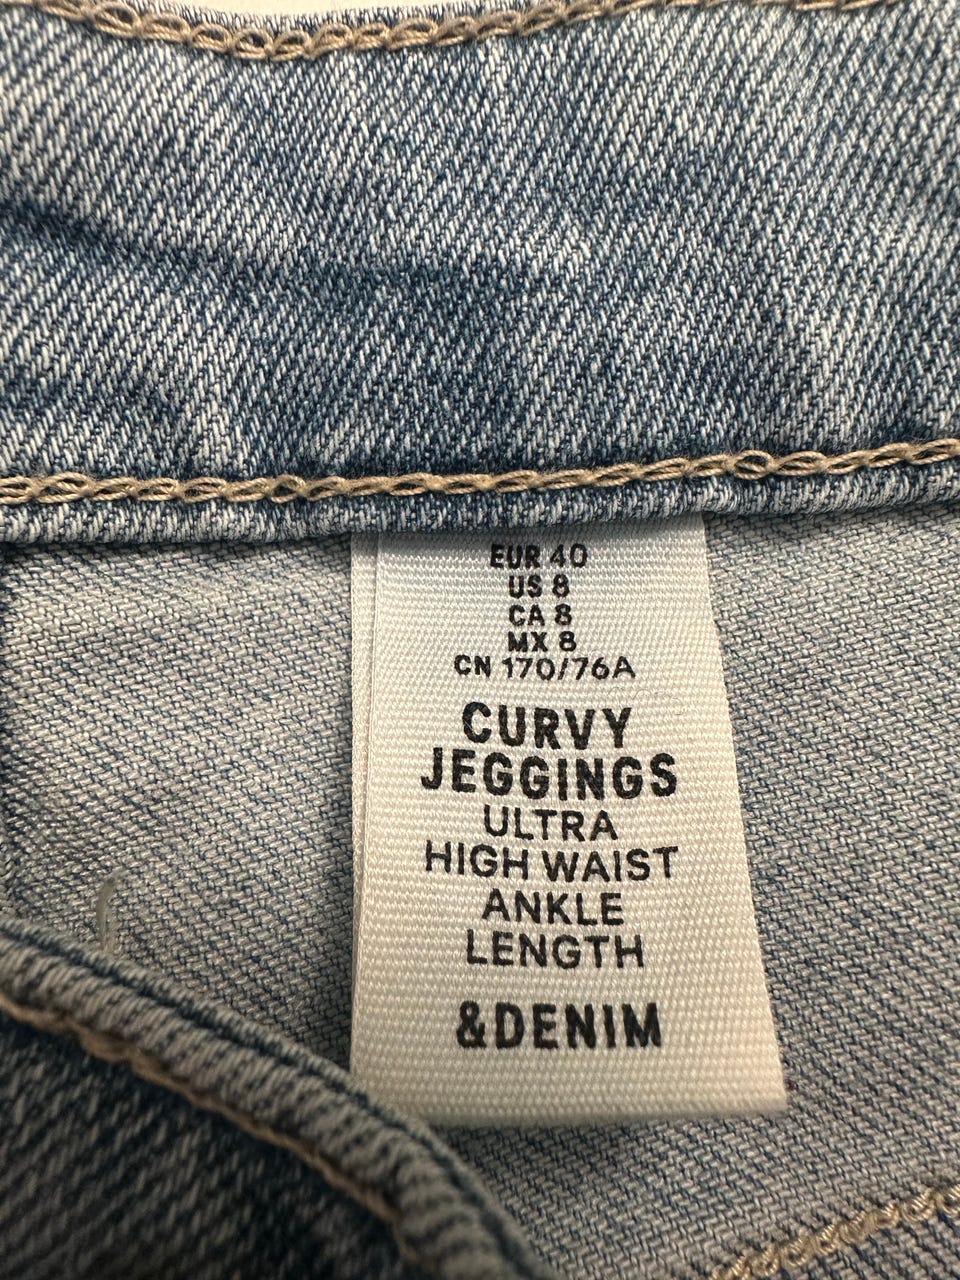 EUR 40
US 8
CA 8
MX 8
CN 170/76A
CURVY
JEGGINGS
ULTRA
HIGH WAIST
ANKLE
LENGTH
&DENIM